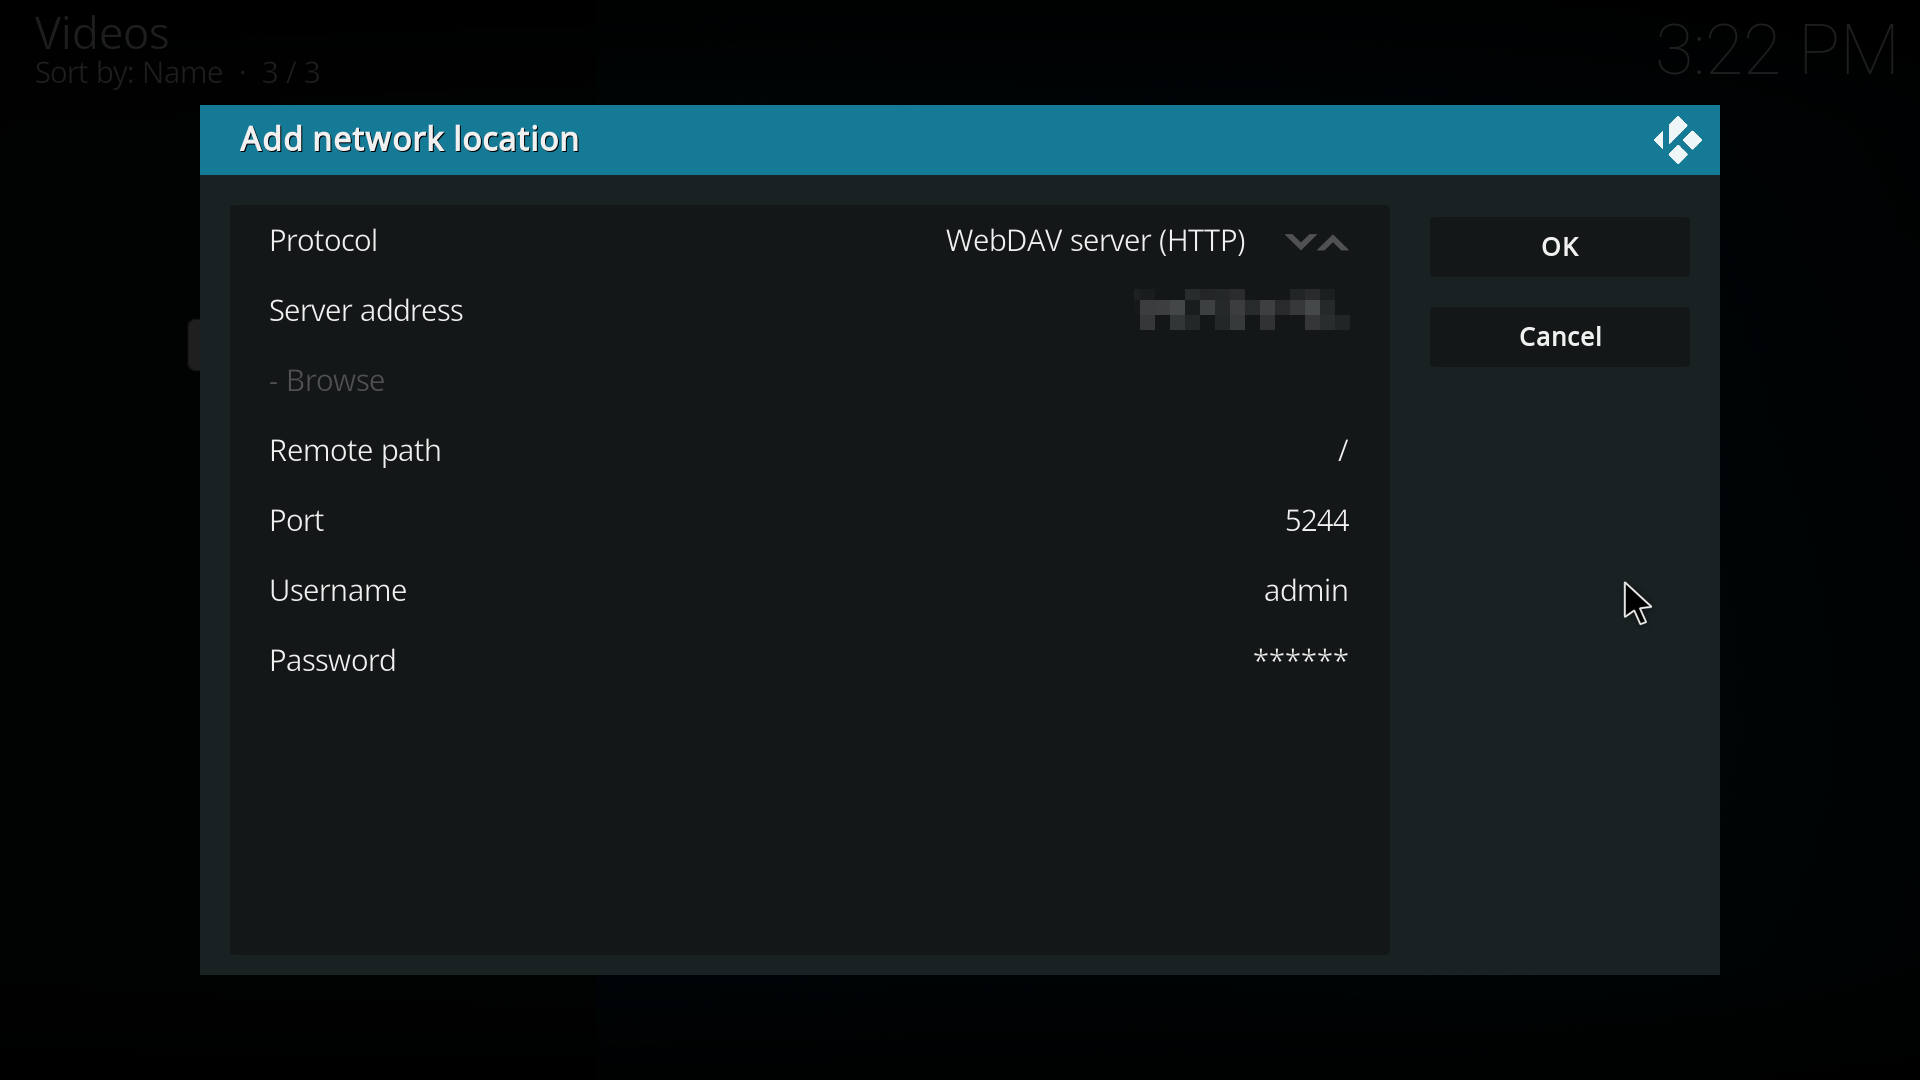 Videos
Sort by: Name · 3 / 3
3:22 PM
Add network location
Protocol
WebDAV server (HTTP)
OK
Server address
Cancel
- Browse
Remote path
/
Port
5244
Username
admin
Password
******